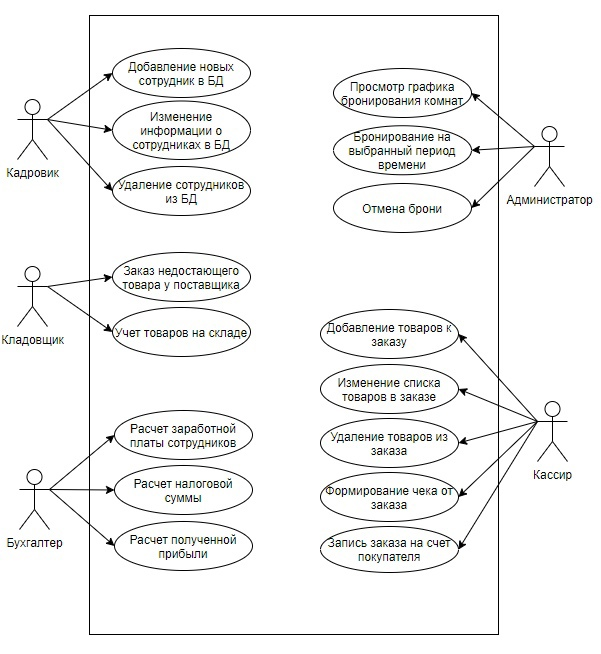 Добавление новых
сотрудник в БД
Изменение
информации о
сотрудниках в БД
Кадровик
Удаление сотрудников
из БД
Просмотр графика
бронирования комнат
Бронирование на
выбранный период
времени
Администратор
Отмена брони
Заказ недостающего
товара у поставщика
Кладовщик
Учет товаров на складе
Добавление товаров к
заказу
Изменение списка
товаров в заказе
Удаление товаров из
заказа
Кассир
Формирование чека от
заказа
Запись заказа на счет
покупателя
Расчет заработной
платы сотрудников
Расчет налоговой
суммы
Бухгалтер
Расчет полученной
прибыли